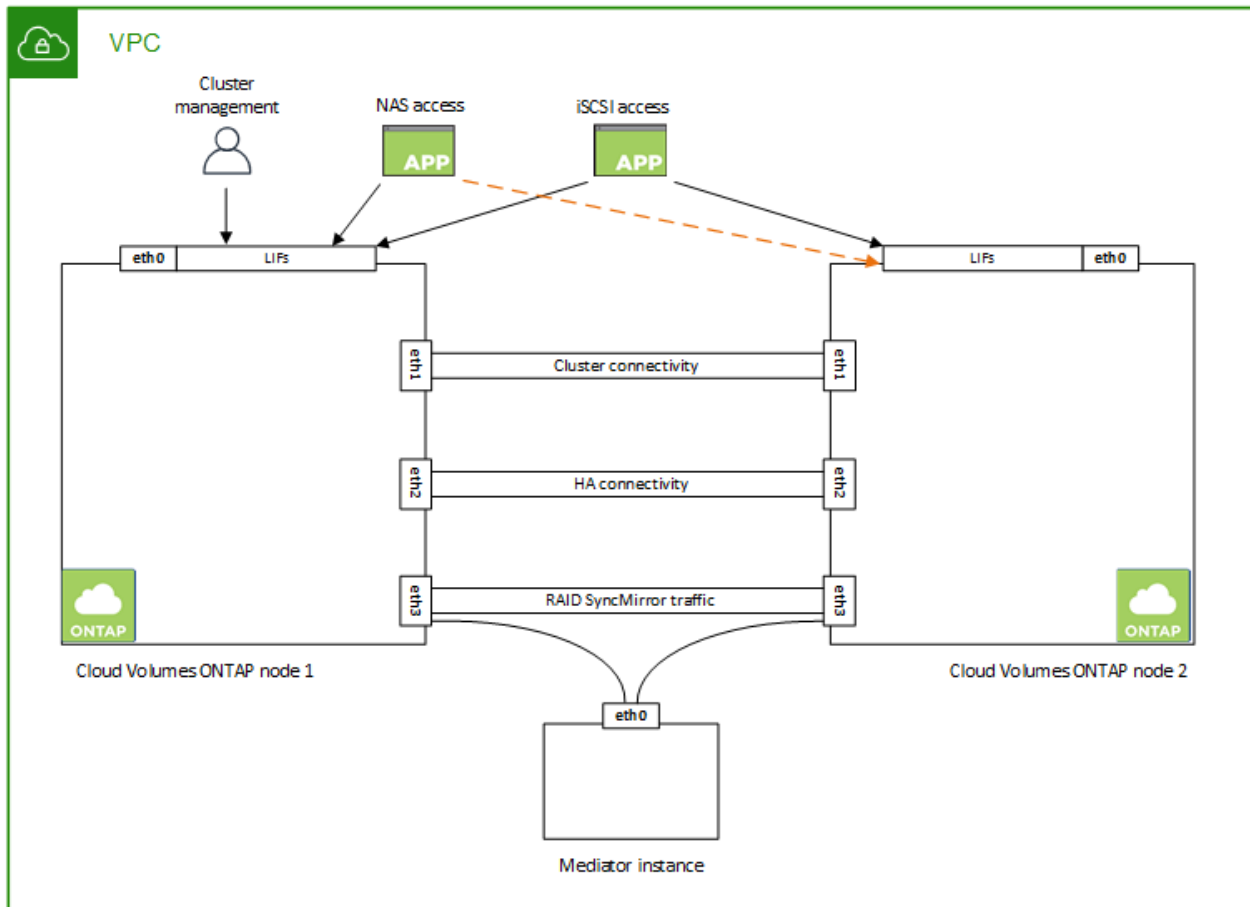 VPC
Cluster
management
NAS access
iSCSI access
APP
APP
eth0
LIFs
LIFs
eth0
eth1
Cluster connectivity
eth1
eth2
HA connectivity
eth2
eth3
RAID SyncMirror traffic
eth3
ONTAP
ONTAP
Cloud Volumes ONTAP node 1
Cloud Volumes ONTAP node 2
eth0
Mediator instance